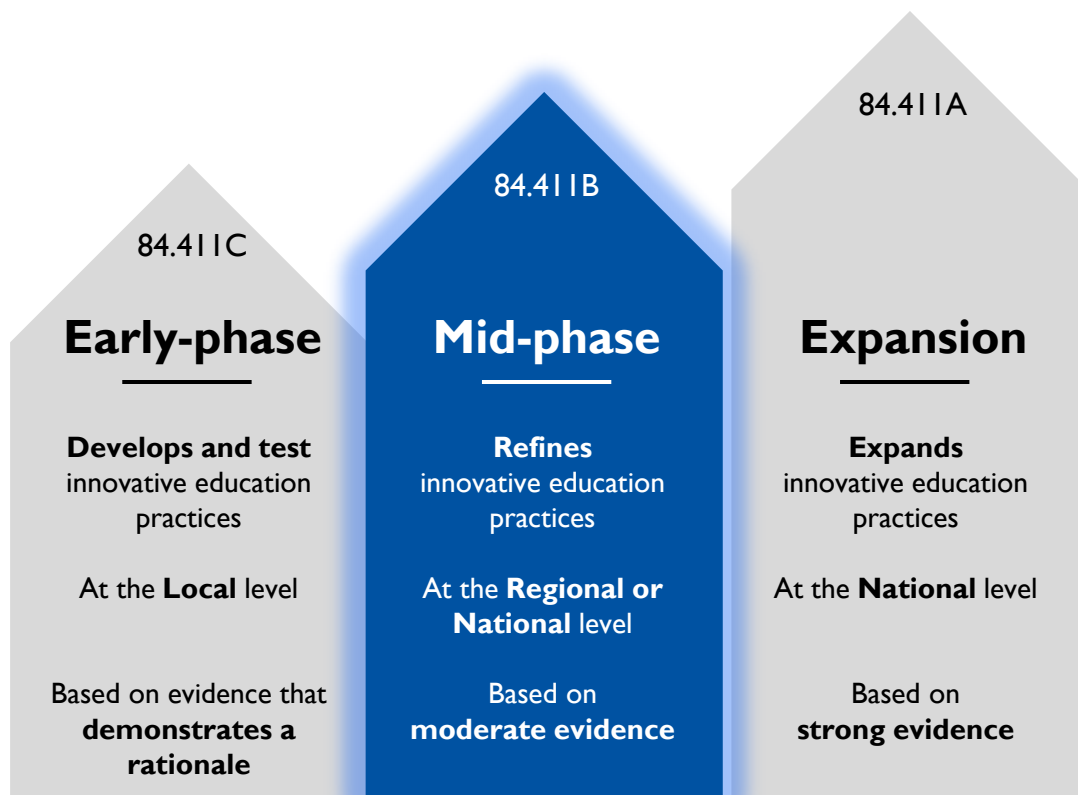 84.411C
Early-phase
Develops and test
innovative education
practices
At the Local level
Based on evidence that
demonstrates a
rationale
84.411B
Mid-phase
Refines
innovative education
practices
At the Regional or
National level
Based on
moderate evidence
84.411A
Expansion
Expands
innovative education
practices
At the National level
Based on
strong evidence